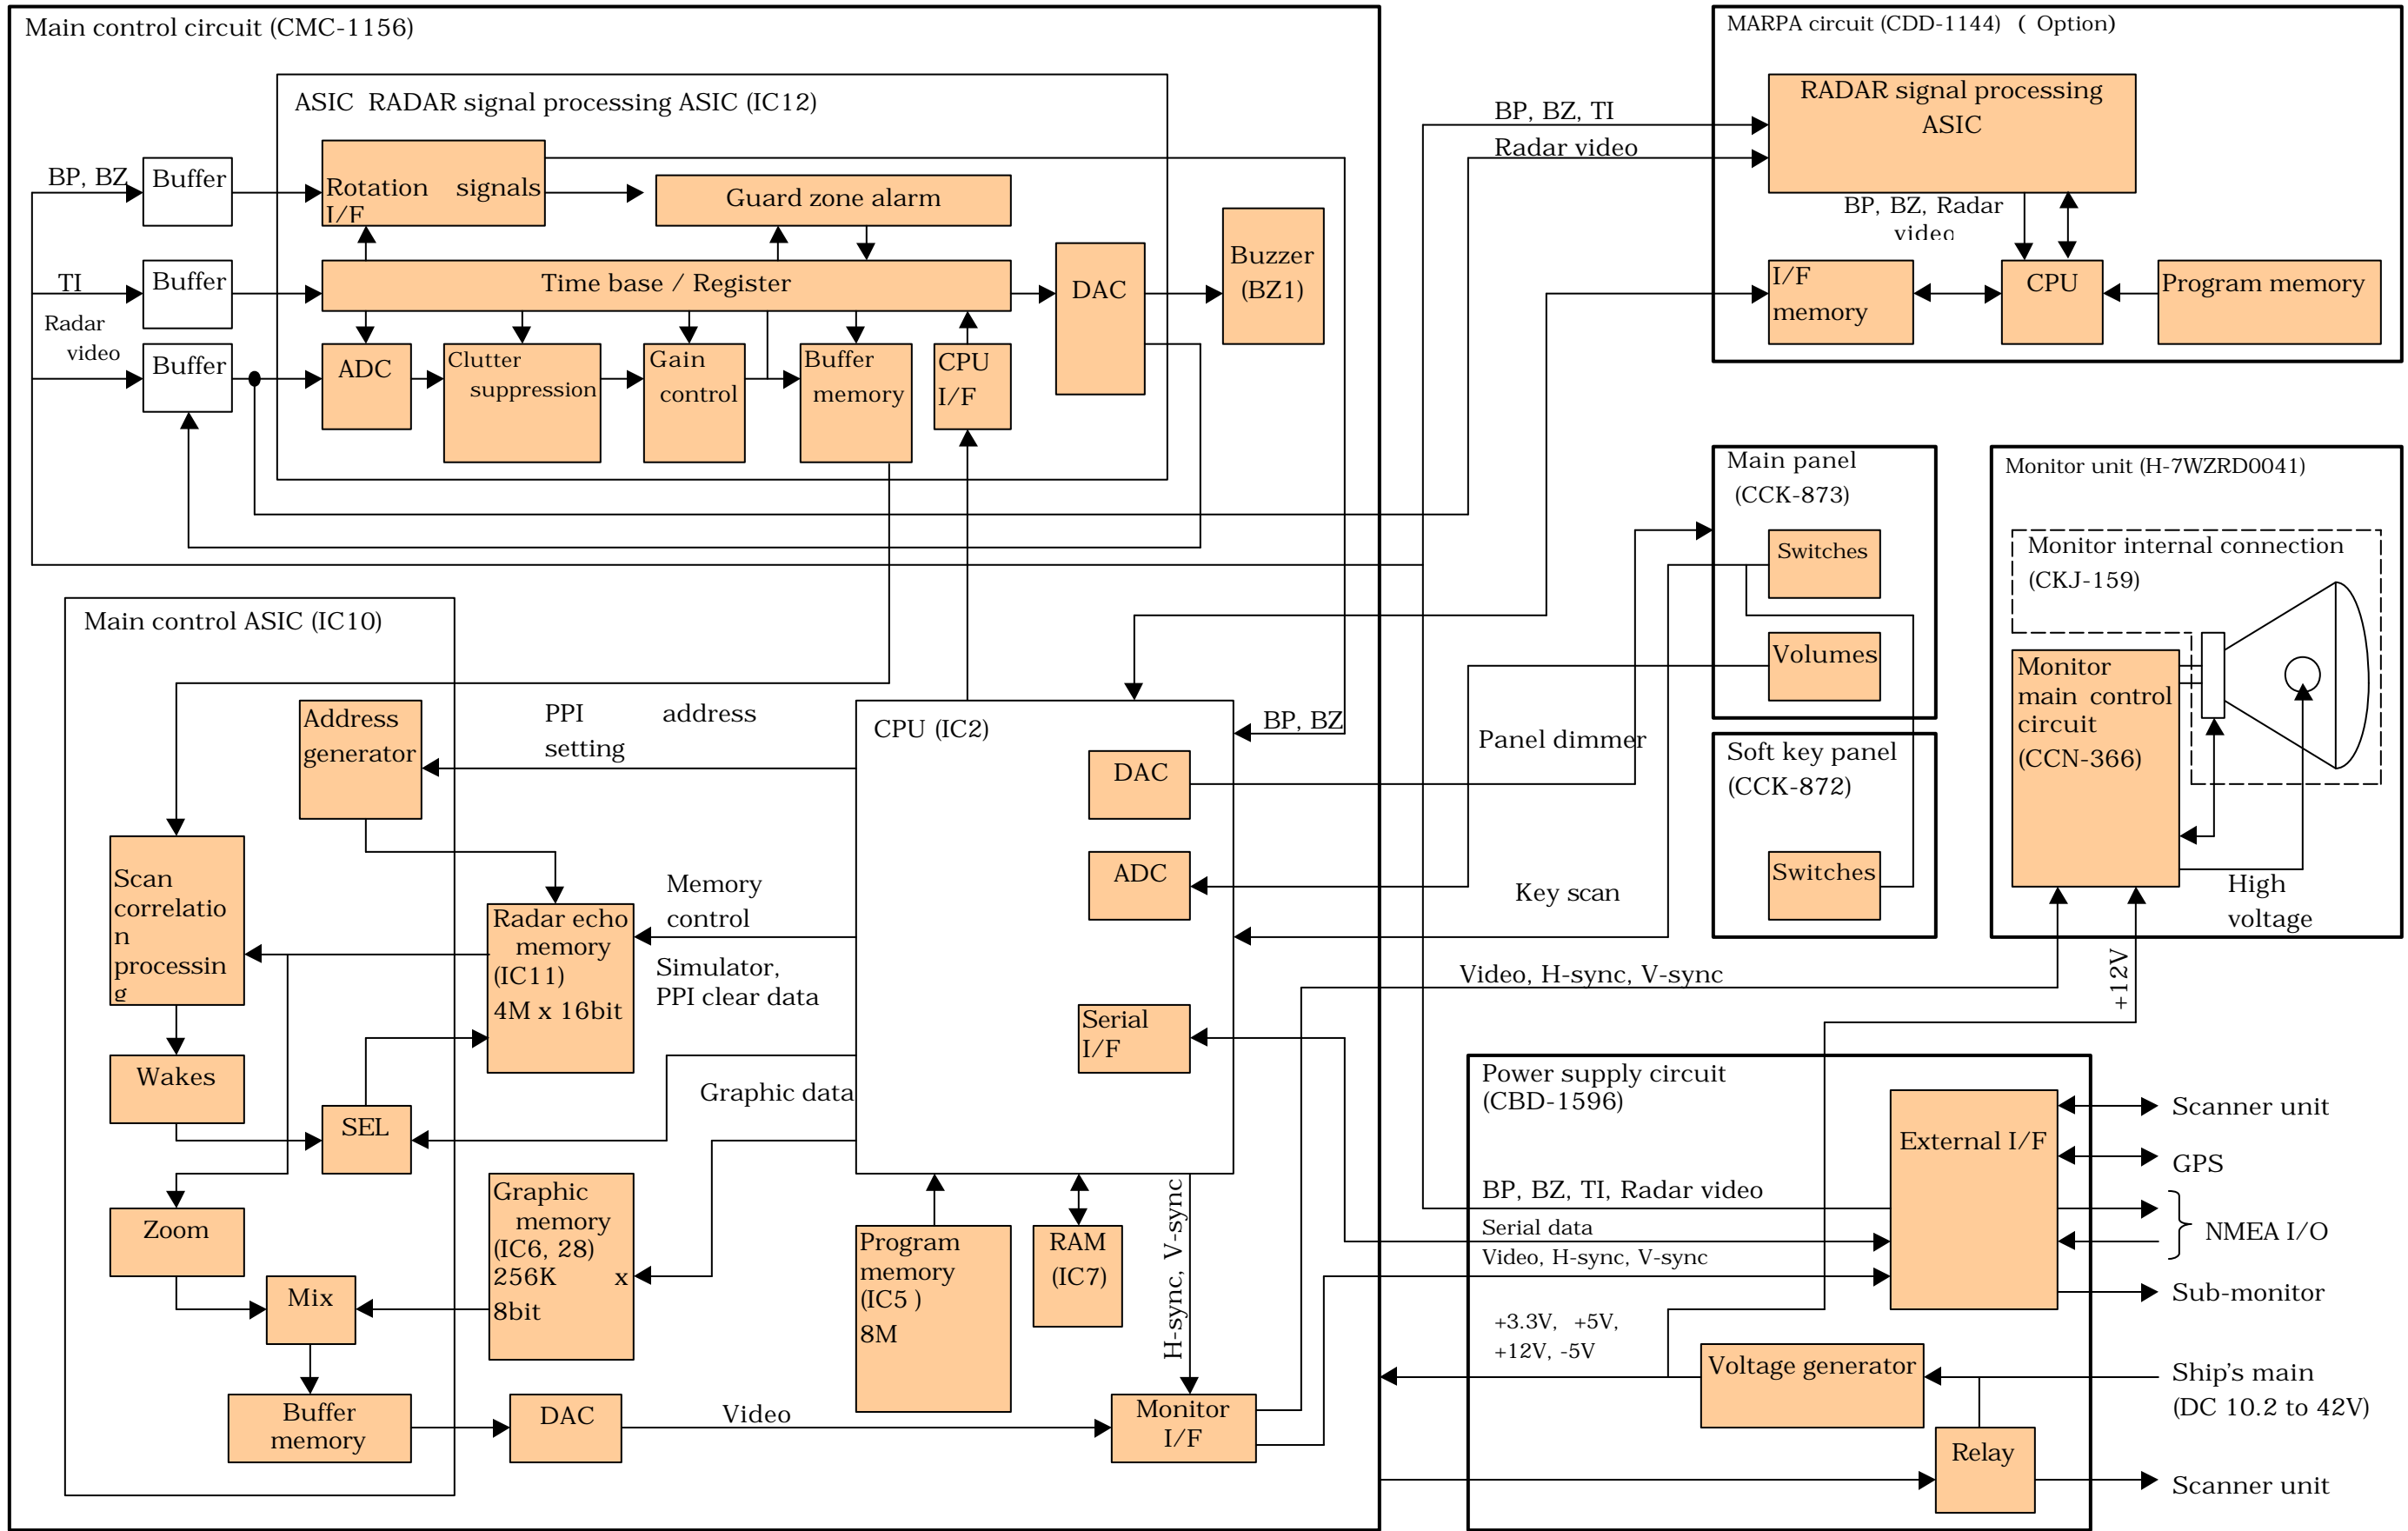 Main control circuit (CMC-1156)
ASIC RADAR signal processing ASIC (IC12)
BP, BZ
Buffer
Rotation signals
I/F
Guard zone alarm
TI
Buffer
Time base / Register
DAC
Buzzer
(BZ1)
Radar
video
Buffer
ADC
Clutter
suppression
Gain
control
Buffer
memory
CPU
I/F
Main control ASIC (IC10)
Address
generator
PPI address
setting
CPU (IC2)
BP, BZ
DAC
ADC
Serial
I/F
Scan
correlatio
n
processin
g
Memory
control
Radar echo
memory
(IC11)
4M x 16bit
Simulator,
PPI clear data
Wakes
SEL
Graphic data
Zoom
Graphic
memory
(IC6, 28)
256K x
8bit
Mix
Program
memory
(IC5 )
8M
RAM
(IC7)
H-sync, V-sync
Buffer
memory
DAC
Video
Monitor
I/F
MARPA circuit (CDD-1144) ( Option)
BP, BZ, TI
Radar video
RADAR signal processing
ASIC
BP, BZ, Radar
video
I/F
memory
CPU
Program memory
Main panel
(CCK-873)
Switches
Volumes
Panel dimmer
Soft key panel
(CCK-872)
Switches
Key scan
Monitor unit (H-7WZRD0041)
Monitor internal connection
(CKJ-159)
Monitor
main control
circuit
(CCN-366)
High
voltage
Video, H-sync, V-sync
+12V
Power supply circuit
(CBD-1596)
External I/F
Scanner unit
GPS
BP, BZ, TI, Radar video
Serial data
Video, H-sync, V-sync
NMEA I/O
Sub-monitor
+3.3V, +5V,
+12V, -5V
Voltage generator
Ship's main
(DC 10.2 to 42V)
Relay
Scanner unit